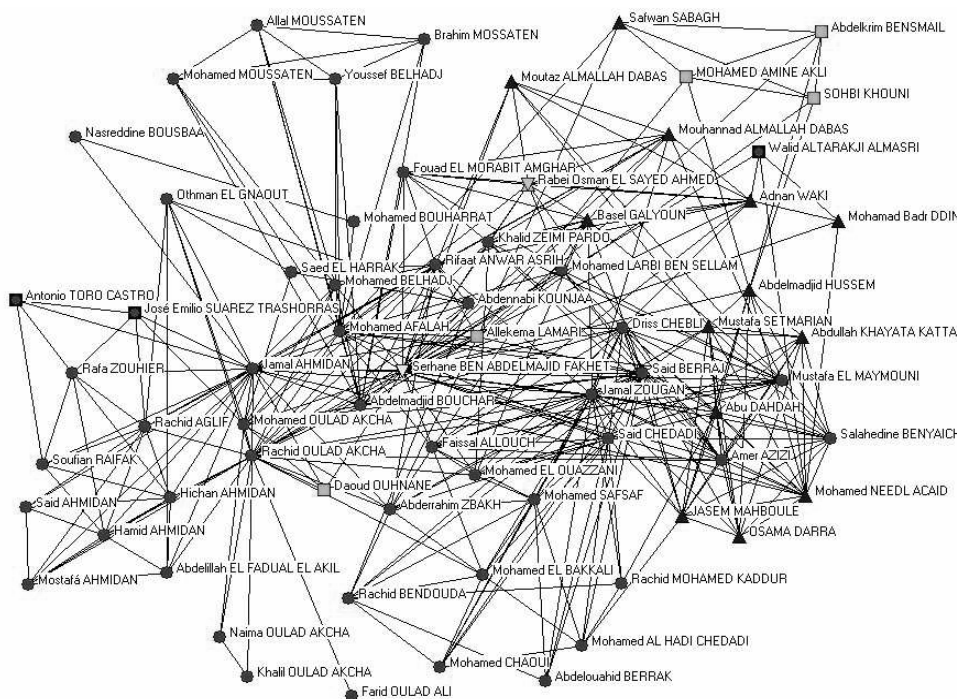 Safwan SABAGH
Allal MOUSSATEN
Abdelkrim BENSMAIL
Brahim MOSSATEN
Mohamed MOUSSATEN
Youssef BELHADJ
MOHAMED AMINE AKLI
Moutaz ALMALLAH DABAS
SOHBI KHOUNI
Nasreddine BOUSBAA
Mouhannad ALMALLAH DABAS
Walid ALTARAKJI ALMASRI
Fouad EL MORABIT AMGHAR
Rabei Osman EL SAYED AHMED
Othman EL GNAOUT
Adnan WAKI
Mohamed BOUHARRAT
Basel GALYOUN
Mohamad Badr DDIN
Khalid ZEIMI PARDO
Rifaat ANWAR ASRIH
Saed EL HARRAK
Mohamed BELHADJ
Mohamed LARBI BEN SELLAM
Abdelmadjid HUSSEM
Antonio TORO CASTRO
José Emilio SUAREZ TRASHORRAS
Abdennabi KOUNJAA
Mohamed AFALAH
Allekema LAMARI
Driss CHEBLI
Mustafa SETMARIAN
Abdullah KHAYATA KATTA
Rafa ZOUHIER
Jamal AHMIDAN
Serhane BEN ABDELMAJID FAKHET
Said BERRAJ
Mustafa EL MAYMOUNI
Jamal ZOUGAN
Abdelmadjid BOUCHAR
Abu DAHDAH
Rachid AGLIF
Mohamed OULAD AKCHA
Said CHEDADI
Salahedine BENYAICH
Faissal ALLOUCH
Rachid OULAD AKCHA
Amer AZIZI
Soufian RAIFAK
Mohamed EL OUAZZANI
Daoud OUHNANE
Hichan AHMIDAN
Mohamed SAFSAF
Mohamed NEEDL ACAID
Said AHMIDAN
Abderrahim ZBAKH
JASEM MAHBOULE
Hamid AHMIDAN
OSAMA DARRA
Abdelillah EL FADUAL EL AKIL
Mohamed EL BAKKALI
Mostafá AHMIDAN
Rachid MOHAMED KADDUR
Rachid BENDOUDA
Naima OULAD AKCHA
Mohamed AL HADI CHEDADI
Mohamed CHAOUI
Khalil OULAD AKCHA
Abdelouahid BERRAK
Farid OULAD ALI